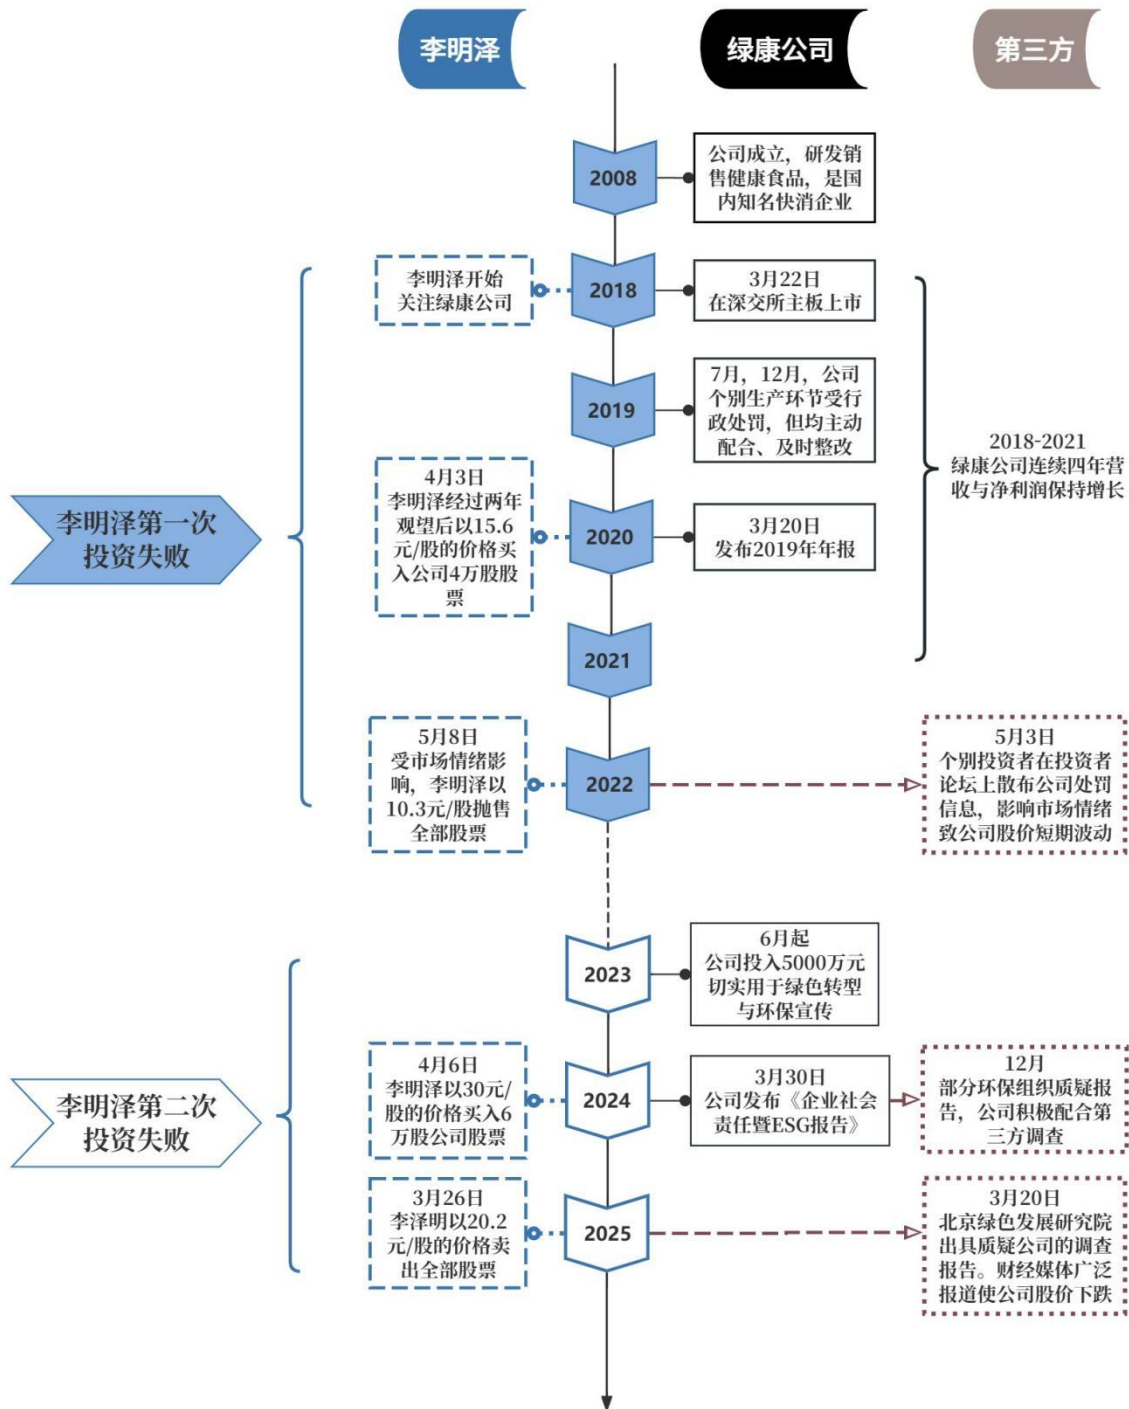 李明泽
绿康公司
第三方
2008
公司成立，研发销
售健康食品，是国
内知名快消企业
李明泽开始
关注绿康公司
2018
3月22日
在深交所主板上市
2019
7月，12月，公司
个别生产环节受行
政处罚，但均主动
配合、及时整改
2018-2021
绿康公司连续四年营
收与净利润保持增长
李明泽第一次
投资失败
4月3日
李明泽经过两年
观望后以15.6
元/股的价格买
入公司4万股股
票
2020
3月20日
发布2019年年报
2021
5月8日
受市场情绪影
响，李明泽以
10.3元/股抛售
全部股票
2022
5月3日
个别投资者在投资者
论坛上散布公司处罚
信息，影响市场情绪
致公司股价短期波动
2023
6月起
公司投入5000万元
切实用于绿色转型
与环保宣传
李明泽第二次
投资失败
4月6日
李明泽以30元/
股的价格买入6
万股公司股票
2024
3月30日
公司发布《企业社会
责任暨ESG报告》
12月
部分环保组织质疑报
告，公司积极配合第
三方调查
3月26日
李泽明以20.2
元/股的价格卖
出全部股票
2025
3月20日
北京绿色发展研究院
出具质疑公司的调查
报告。财经媒体广泛
报道使公司股价下跌